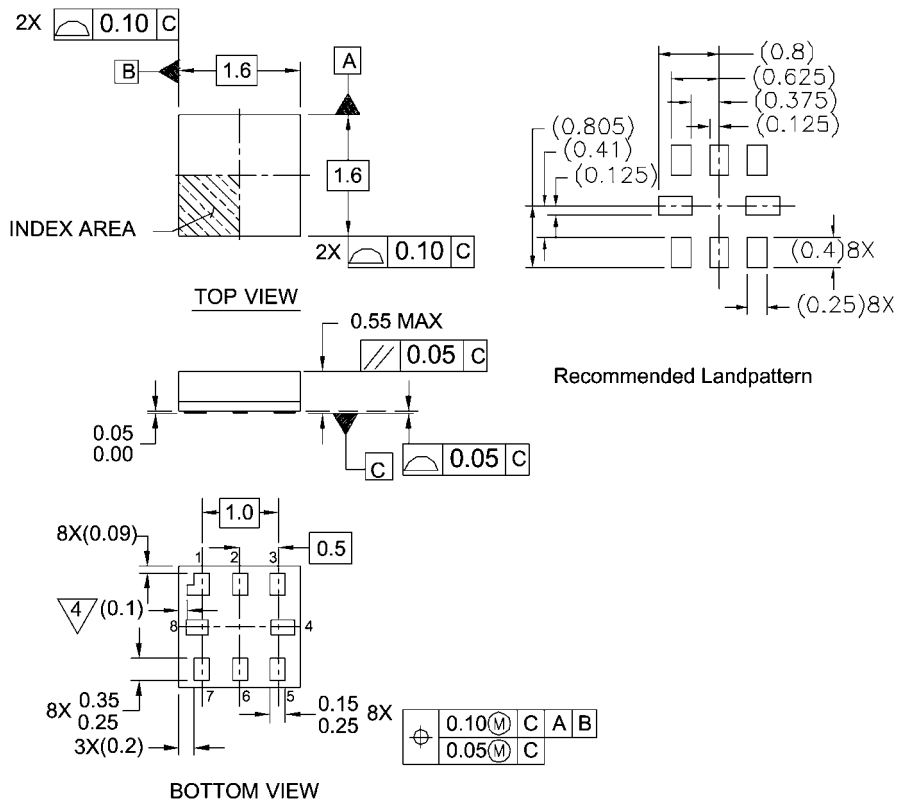 2X 0.10 C
B
1.6
A
1.6
INDEX AREA
2X 0.10 C
TOP VIEW
(0.8)
(0.625)
(0.375)
(0.125)
(0.805)
(0.41)
(0.125)
(0.4)8X
(0.25)8X
Recommended Landpattern
0.55 MAX
// 0.05 C
0.05
0.00
C
0.05 C
1.0
8X(0.09)
0.5
1 2 3
4 (0.1)
8 4
7 6 5
8X 0.35
0.25
0.15 8X
0.25
3X(0.2)
0.10Ⓜ C A B
0.05Ⓜ C
BOTTOM VIEW